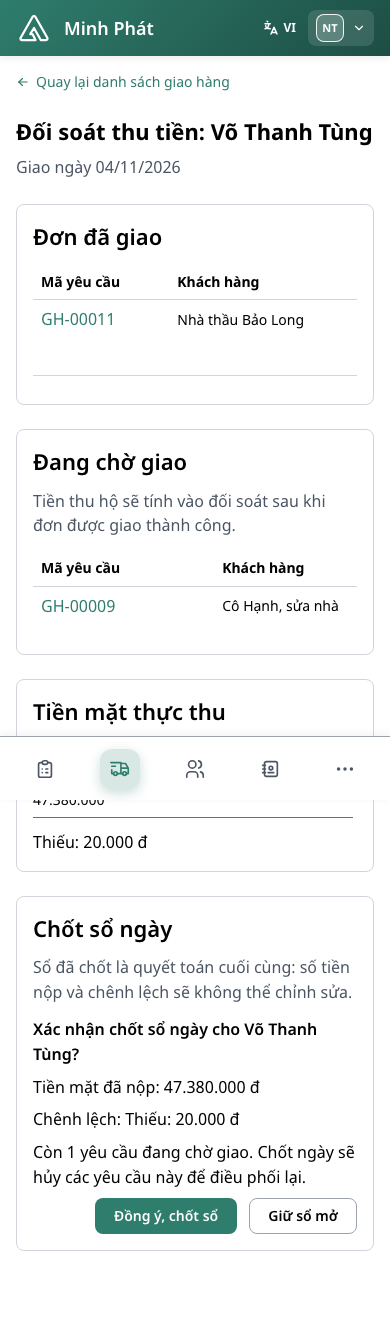 Minh Phát
VI
NT
Quay lại danh sách giao hàng
Đối soát thu tiền: Võ Thanh Tùng
Giao ngày 04/11/2026
Đơn đã giao
Mã yêu cầu Khách hàng
GH-00011 Nhà thầu Bảo Long
Đang chờ giao
Tiền thu hộ sẽ tính vào đối soát sau khi
đơn được giao thành công.
Mã yêu cầu Khách hàng
GH-00009 Cô Hạnh, sửa nhà
Tiền mặt thực thu
47.380.000
Thiếu: 20.000 đ
Chốt sổ ngày
Sổ đã chốt là quyết toán cuối cùng: số tiền
nộp và chênh lệch sẽ không thể chỉnh sửa.
Xác nhận chốt sổ ngày cho Võ Thanh
Tùng?
Tiền mặt đã nộp: 47.380.000 đ
Chênh lệch: Thiếu: 20.000 đ
Còn 1 yêu cầu đang chờ giao. Chốt ngày sẽ
hủy các yêu cầu này để điều phối lại.
Đồng ý, chốt sổ
Giữ sổ mở